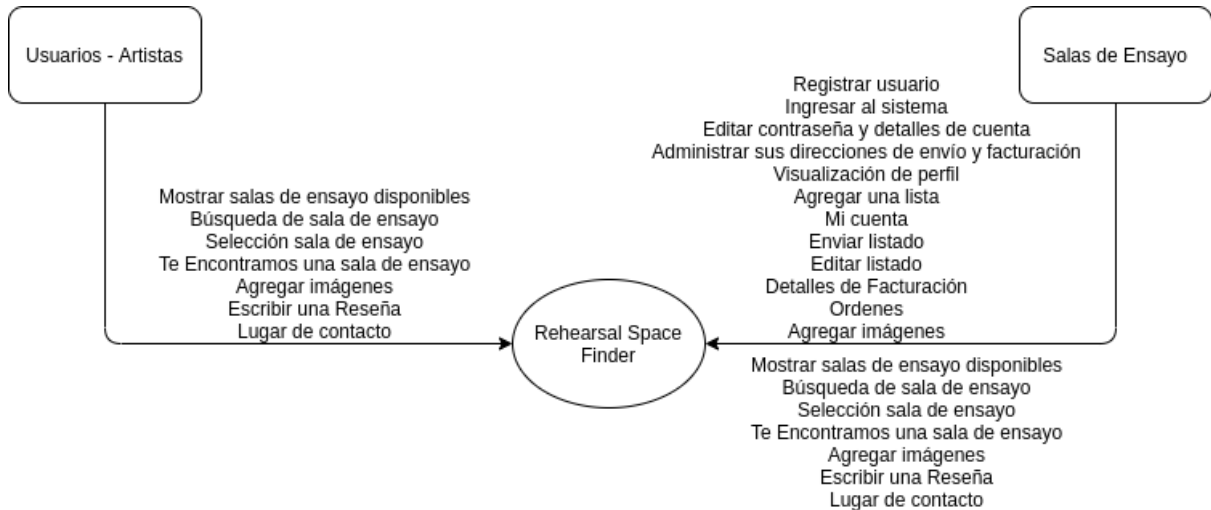 Usuarios - Artistas
Salas de Ensayo
Registrar usuario
Ingresar al sistema
Editar contraseña y detalles de cuenta
Administrar sus direcciones de envío y facturación
Visualización de perfil
Agregar una lista
Mi cuenta
Enviar listado
Editar listado
Detalles de Facturación
Ordenes
Agregar imágenes
Mostrar salas de ensayo disponibles
Búsqueda de sala de ensayo
Selección sala de ensayo
Te Encontramos una sala de ensayo
Agregar imágenes
Escribir una Reseña
Lugar de contacto
Rehearsal Space
Finder
Mostrar salas de ensayo disponibles
Búsqueda de sala de ensayo
Selección sala de ensayo
Te Encontramos una sala de ensayo
Agregar imágenes
Escribir una Reseña
Lugar de contacto